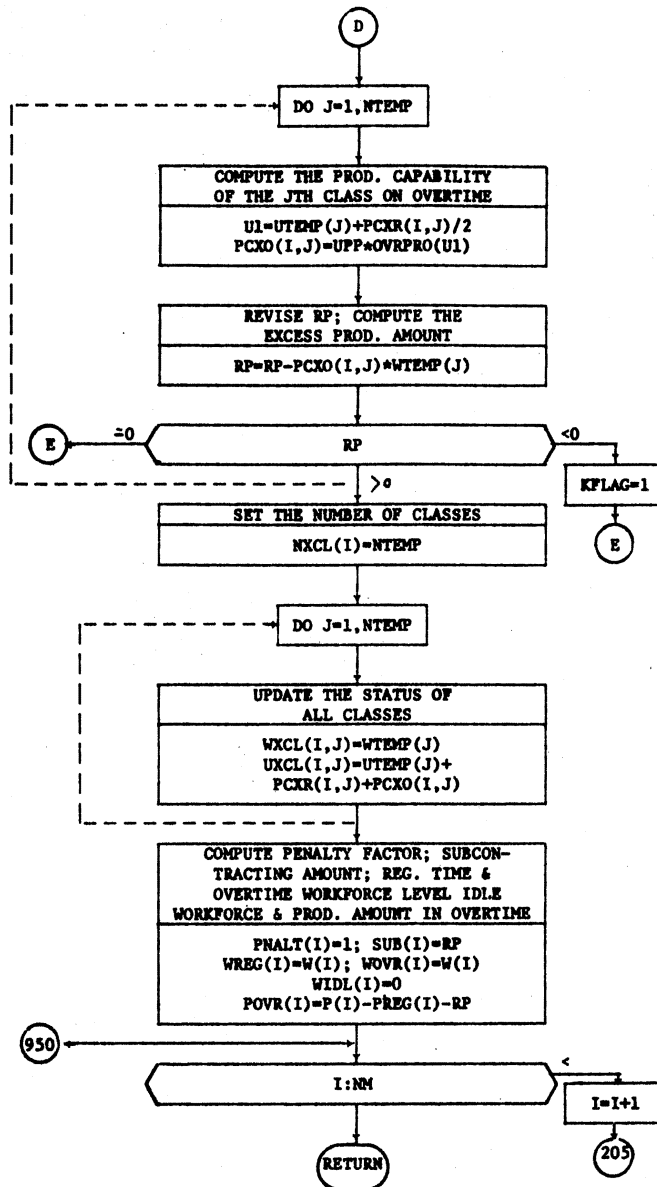 D
DO J=1,NTEMP
COMPUTE THE PROD. CAPABILITY
OF THE JTH CLASS ON OVERTIME
U1=UTEMP(J)+PCXR(I,J)/2
PCXO(I,J)=UPP*OVRPRO(U1)
REVISE RP; COMPUTE THE
EXCESS PROD. AMOUNT
RP=RP-PCXO(I,J)*WTEMP(J)
E
=0
RP
<0
>0
KFLAG=1
E
SET THE NUMBER OF CLASSES
NXCL(I)=NTEMP
DO J=1,NTEMP
UPDATE THE STATUS OF
ALL CLASSES
WXCL(I,J)=WTEMP(J)
UXCL(I,J)=UTEMP(J)+
PCXR(I,J)+PCXO(I,J)
COMPUTE PENALTY FACTOR; SUBCON-
TRACTING AMOUNT; REG. TIME &
OVERTIME WORKFORCE LEVEL IDLE
WORKFORCE & PROD. AMOUNT IN OVERTIME
PNALT(I)=1; SUB(I)=RP
WREG(I)=W(I); WOVR(I)=W(I)
WIDL(I)=0
POVR(I)=P(I)-PREG(I)-RP
950
I:NM
<
I=I+1
205
RETURN